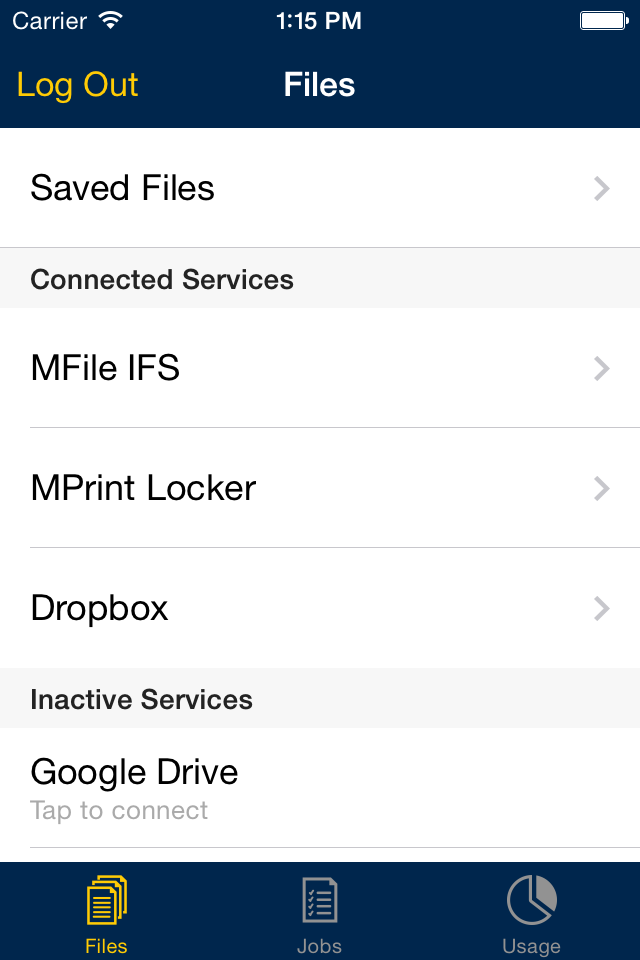 Carrier 1:15 PM
Log Out Files
Saved Files
Connected Services
MFile IFS
MPrint Locker
Dropbox
Inactive Services
Google Drive
Tap to connect
Files Jobs Usage